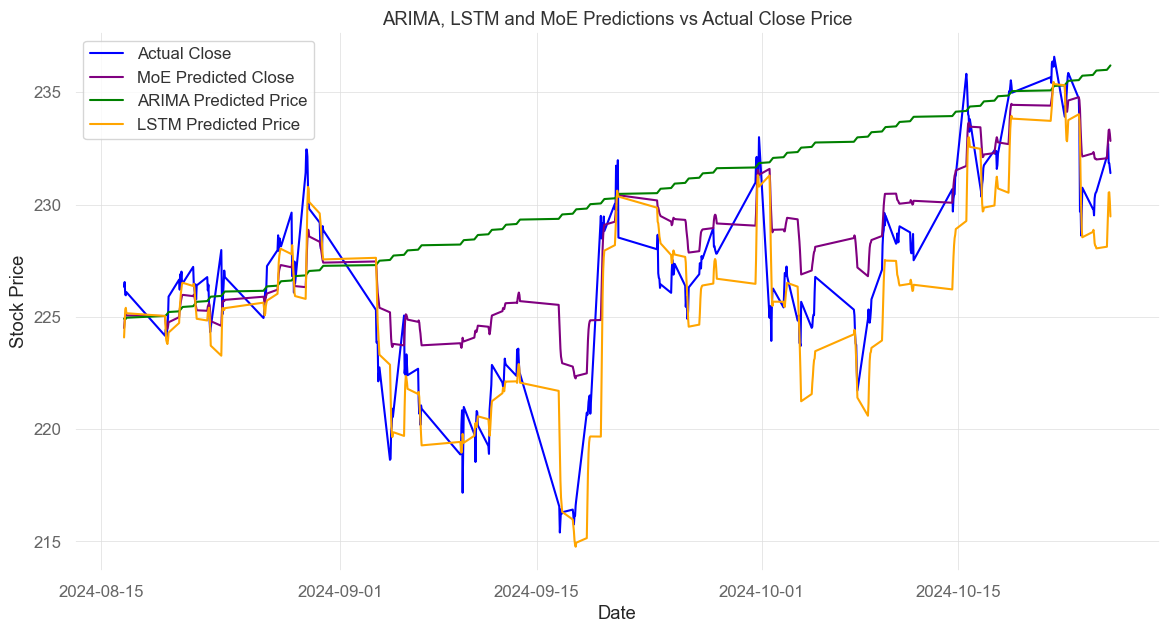 ARIMA, LSTM and MoE Predictions vs Actual Close Price
Actual Close
MoE Predicted Close
ARIMA Predicted Price
LSTM Predicted Price
Stock Price
235
230
225
220
215
2024-08-15
2024-09-01
2024-09-15
2024-10-01
2024-10-15
Date